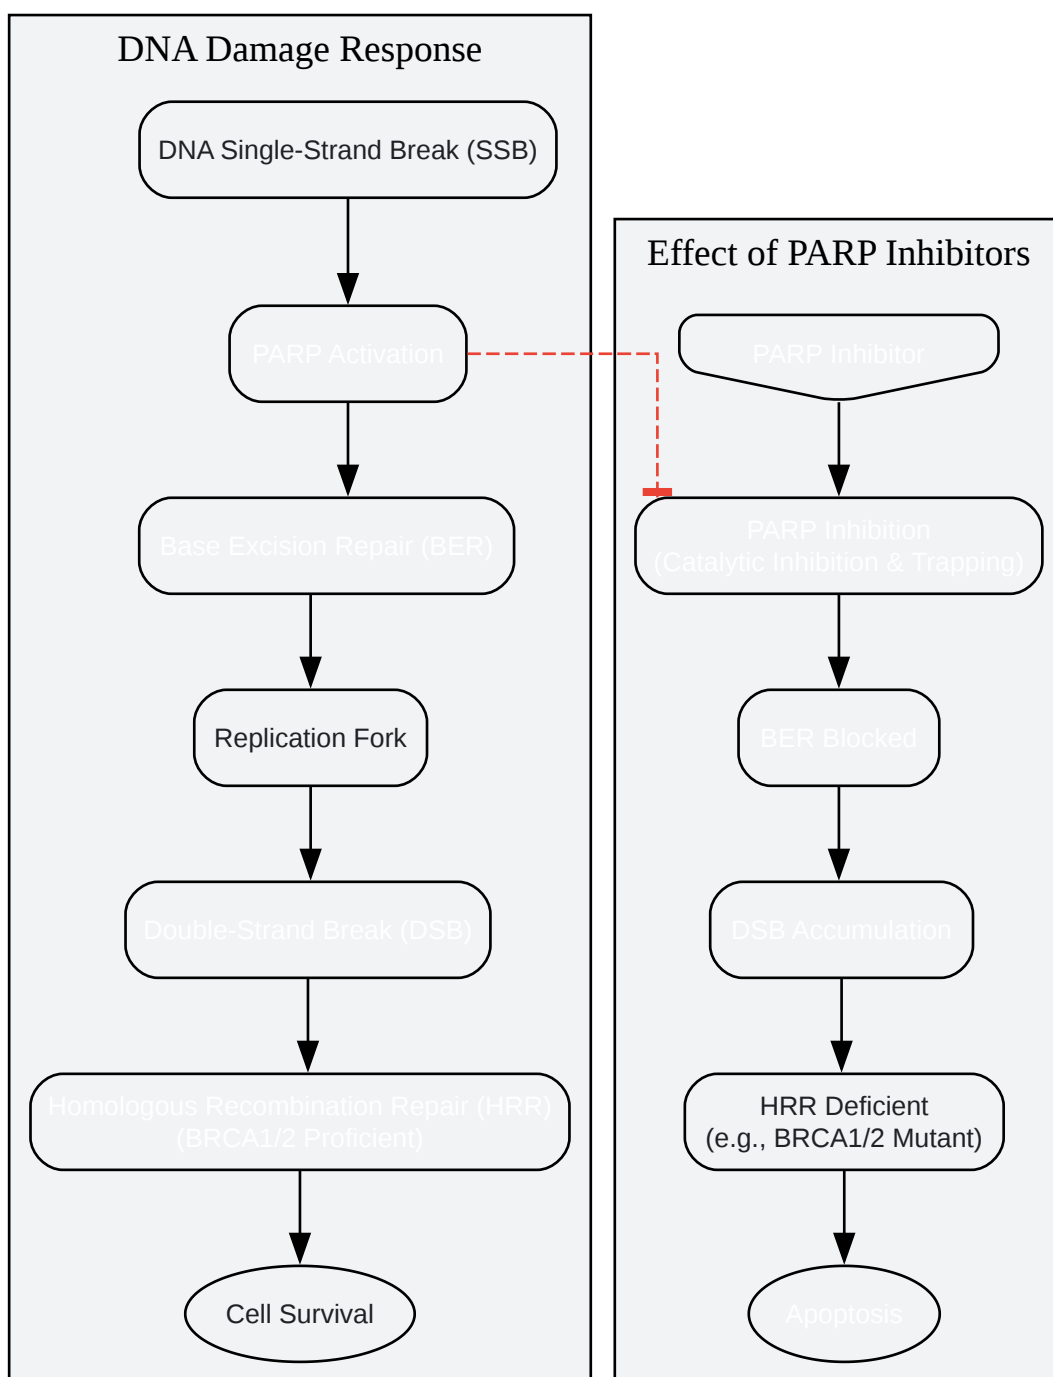 DNA Damage Response
DNA Single-Strand Break (SSB)
PARP Activation
Base Excision Repair (BER)
Replication Fork
Double-Strand Break (DSB)
Homologous Recombination Repair (HRR)
(BRCA1/2 Proficient)
Cell Survival
Effect of PARP Inhibitors
PARP Inhibitor
PARP Inhibition
(Catalytic Inhibition & Trapping)
BER Blocked
DSB Accumulation
HRR Deficient
(e.g., BRCA1/2 Mutant)
Apoptosis